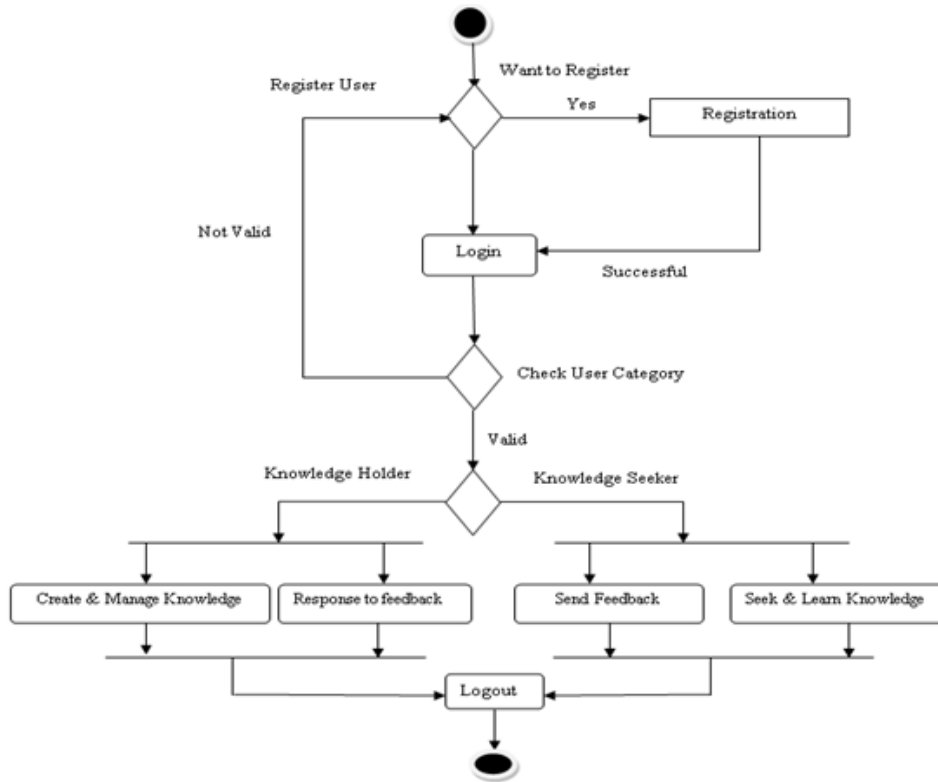 Want to Register
Register User
Yes
Registration
Not Valid
Login
Successful
Check User Category
Valid
Knowledge Holder
Knowledge Seeker
Create & Manage Knowledge
Response to feedback
Send Feedback
Seek & Learn Knowledge
Logout